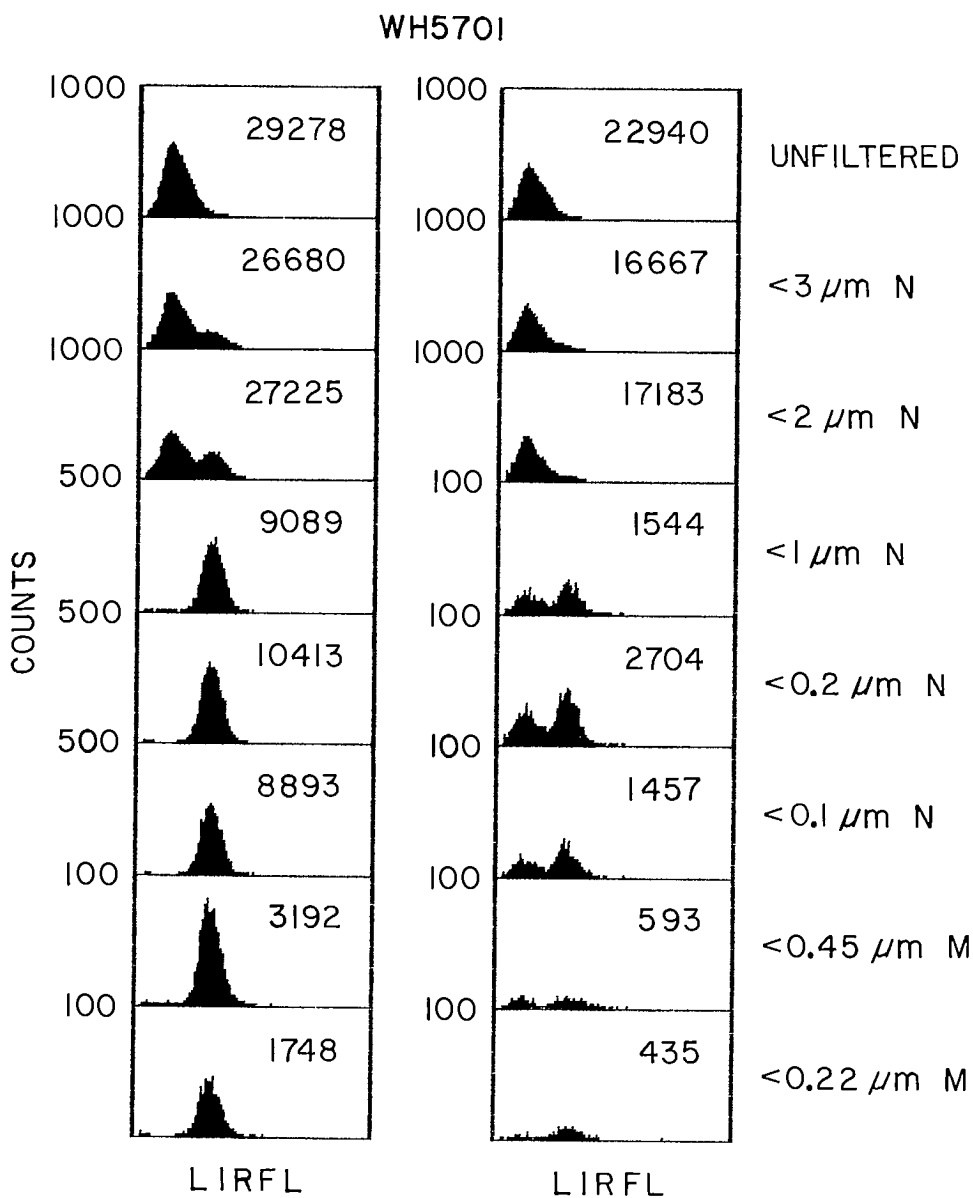 WH5701
1000 29278 1000 22940 UNFILTERED
1000 26680 1000 16667 <3 μm N
1000 27225 1000 17183 <2 μm N
500 9089 100 1544 <1 μm N
500 10413 100 2704 <0.2 μm N
500 8893 100 1457 <0.1 μm N
100 3192 100 593 <0.45 μm M
100 1748 100 435 <0.22 μm M
COUNTS
LIRFL LIRFL